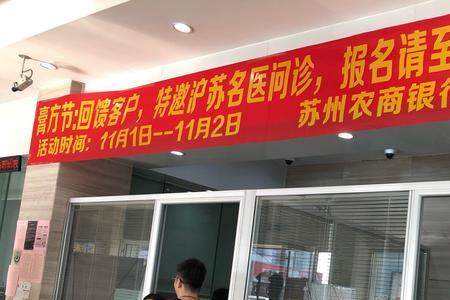 膏方节:回馈客户，特邀沪苏名医问诊，报名请至
活动时间：11月1日--11月2日 苏州农商银行